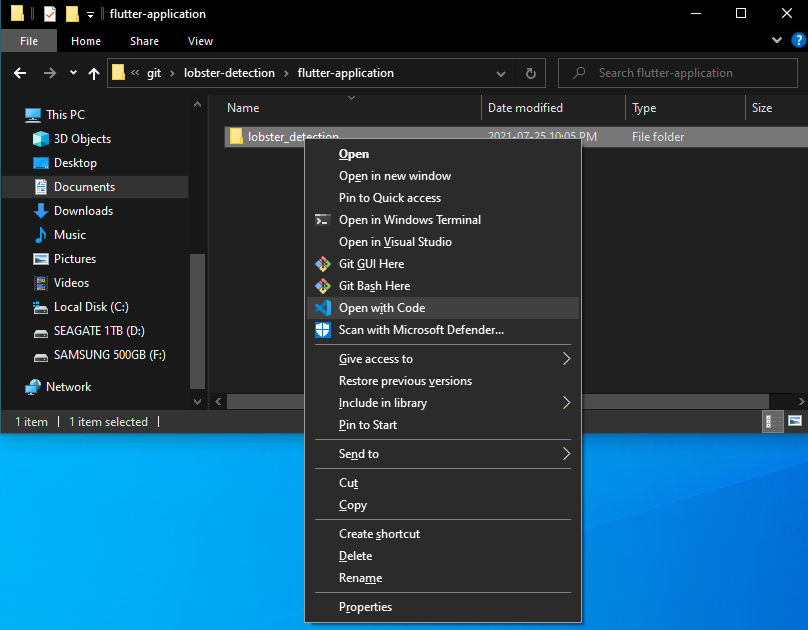 flutter-application
File Home Share View
« git › lobster-detection › flutter-application
Search flutter-application
This PC
3D Objects
Desktop
Documents
Downloads
Music
Pictures
Videos
Local Disk (C:)
SEAGATE 1TB (D:)
SAMSUNG 500GB (F:)
Network
Name Date modified Type Size
lobster_detection 2021-07-25 10:05 PM File folder
Open
Open in new window
Pin to Quick access
Open in Windows Terminal
Open in Visual Studio
Git GUI Here
Git Bash Here
Open with Code
Scan with Microsoft Defender...
Give access to
Restore previous versions
Include in library
Pin to Start
Send to
Cut
Copy
Create shortcut
Delete
Rename
Properties
1 item | 1 item selected |